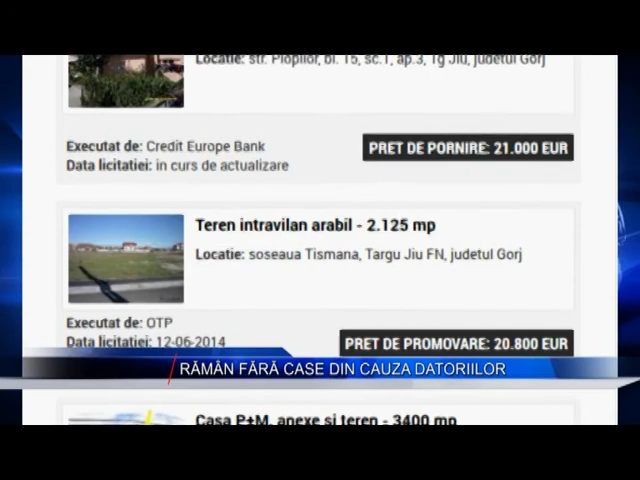 Locatie: str. Plopilor, bl. 15, sc.1, ap.3, Tg Jiu, judetul Gorj
Executat de: Credit Europe Bank
PRET DE PORNIRE: 21.000 EUR
Data licitatiei: in curs de actualizare
Teren intravilan arabil - 2.125 mp
Locatie: soseaua Tismana, Targu Jiu FN, judetul Gorj
Executat de: OTP
Data licitatiei: 12-06-2014
PRET DE PROMOVARE: 20.800 EUR
RĂMÂN FĂRĂ CASE DIN CAUZA DATORIILOR
Casa P+M, anexe si teren - 3400 mp